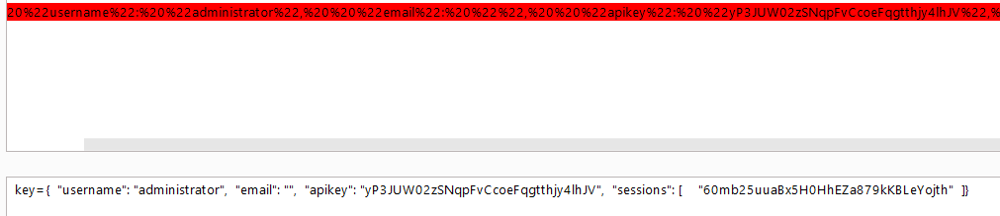 20%22username%22:%20%22administrator%22,%20%20%22email%22:%20%22%22,%20%20%22apikey%22:%20%22yP3JUW02zSNqpFvCcoeFqgtthjy4lhJV%22,%
key={ "username": "administrator", "email": "", "apikey": "yP3JUW02zSNqpFvCcoeFqgtthjy4lhJV", "sessions": [ "60mb25uuaBx5H0HhEZa879kKBLeYojth" ]}